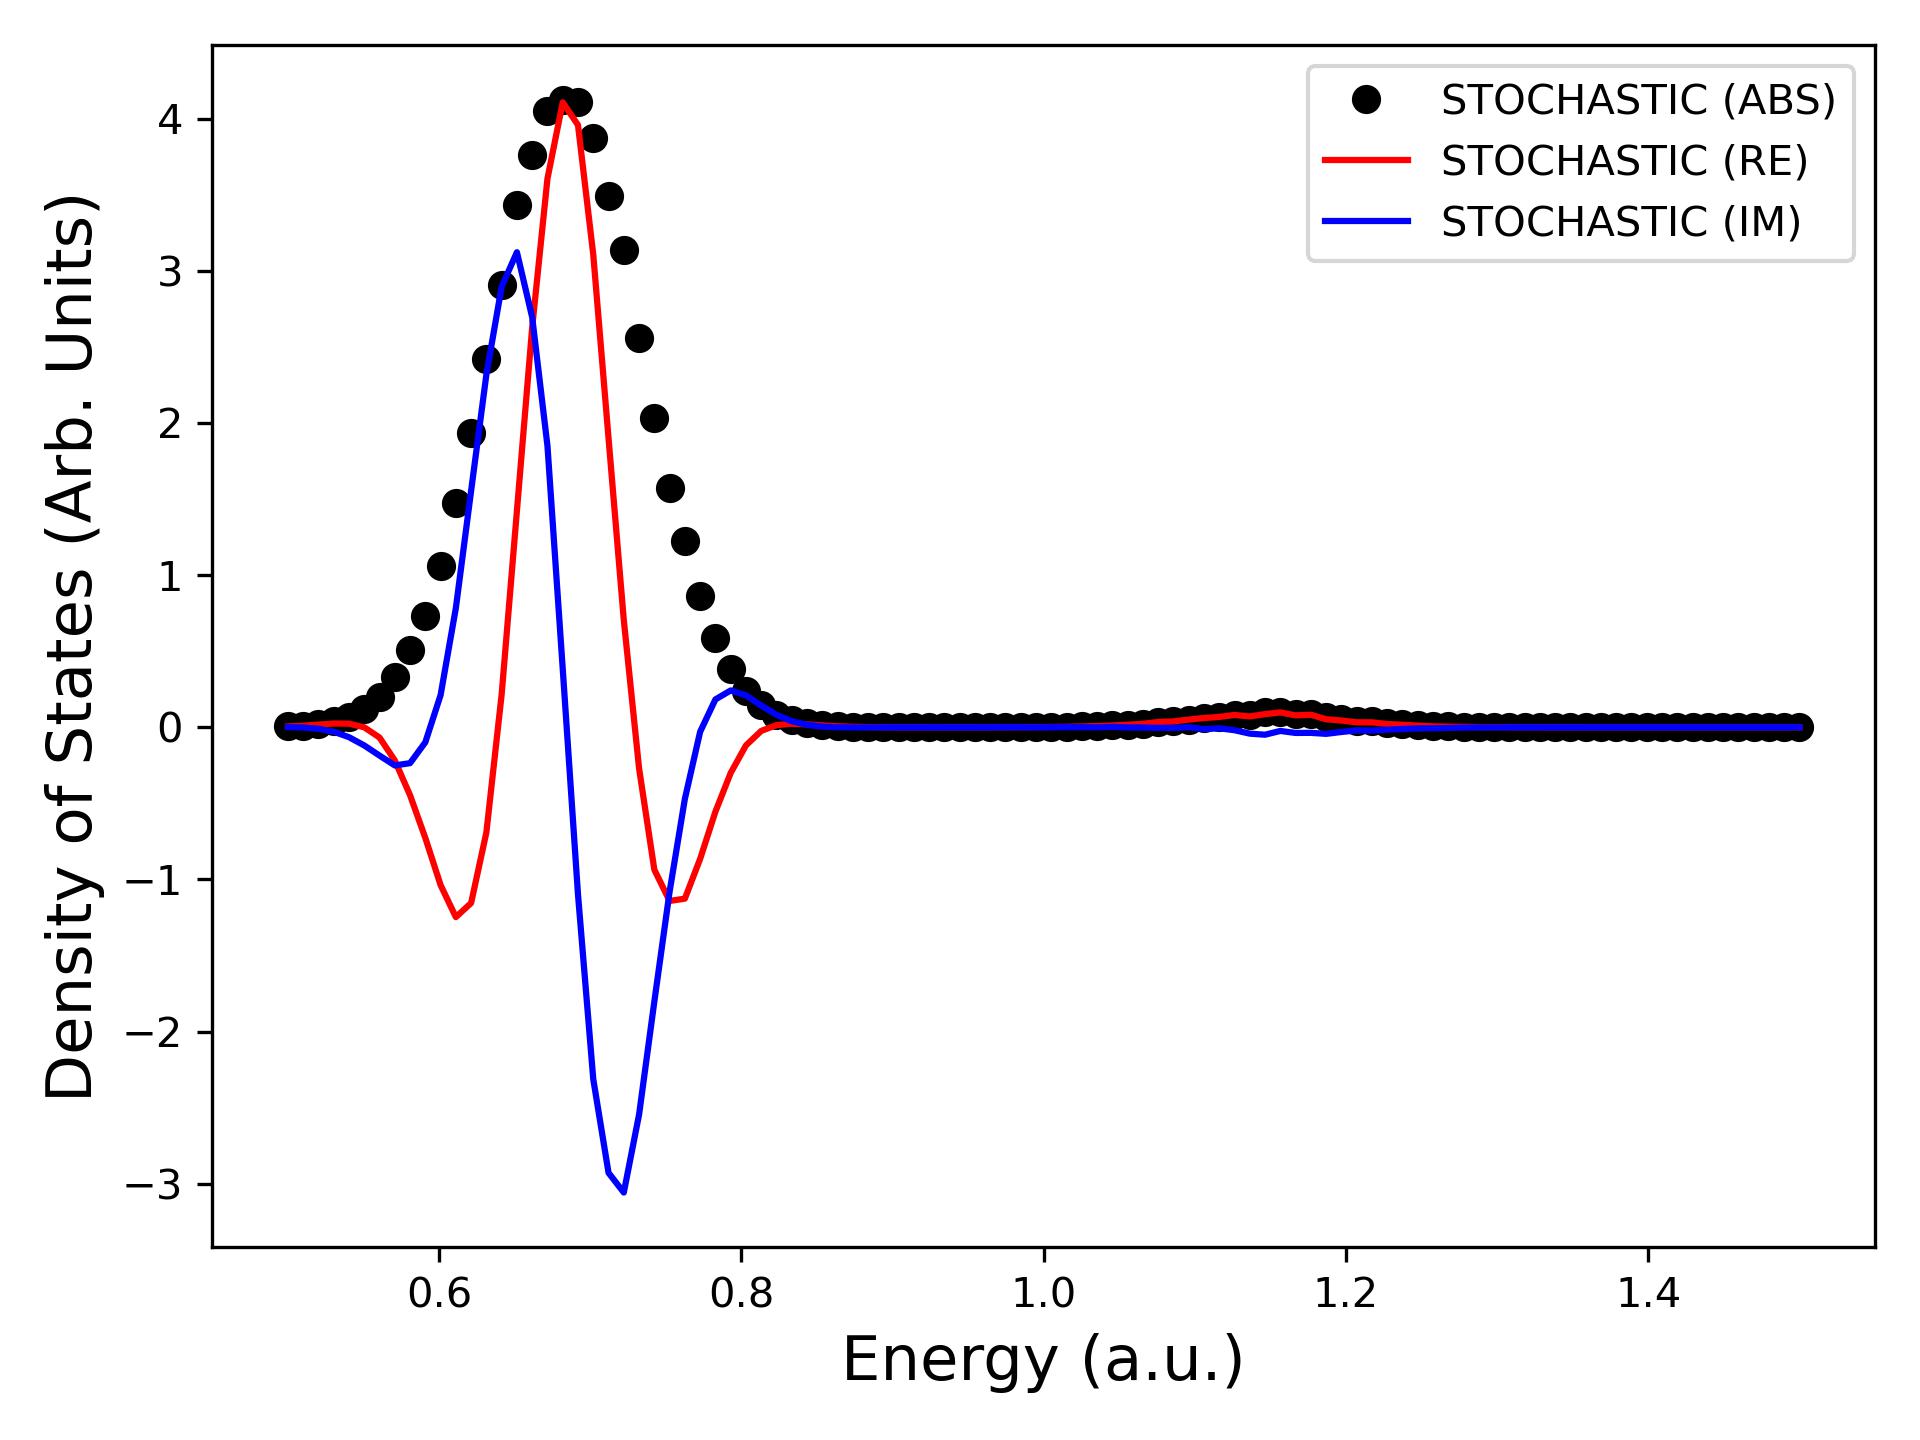 STOCHASTIC (ABS)
STOCHASTIC (RE)
STOCHASTIC (IM)
Density of States (Arb. Units)
4
3
2
1
0
−1
−2
−3
0.6 0.8 1.0 1.2 1.4
Energy (a.u.)